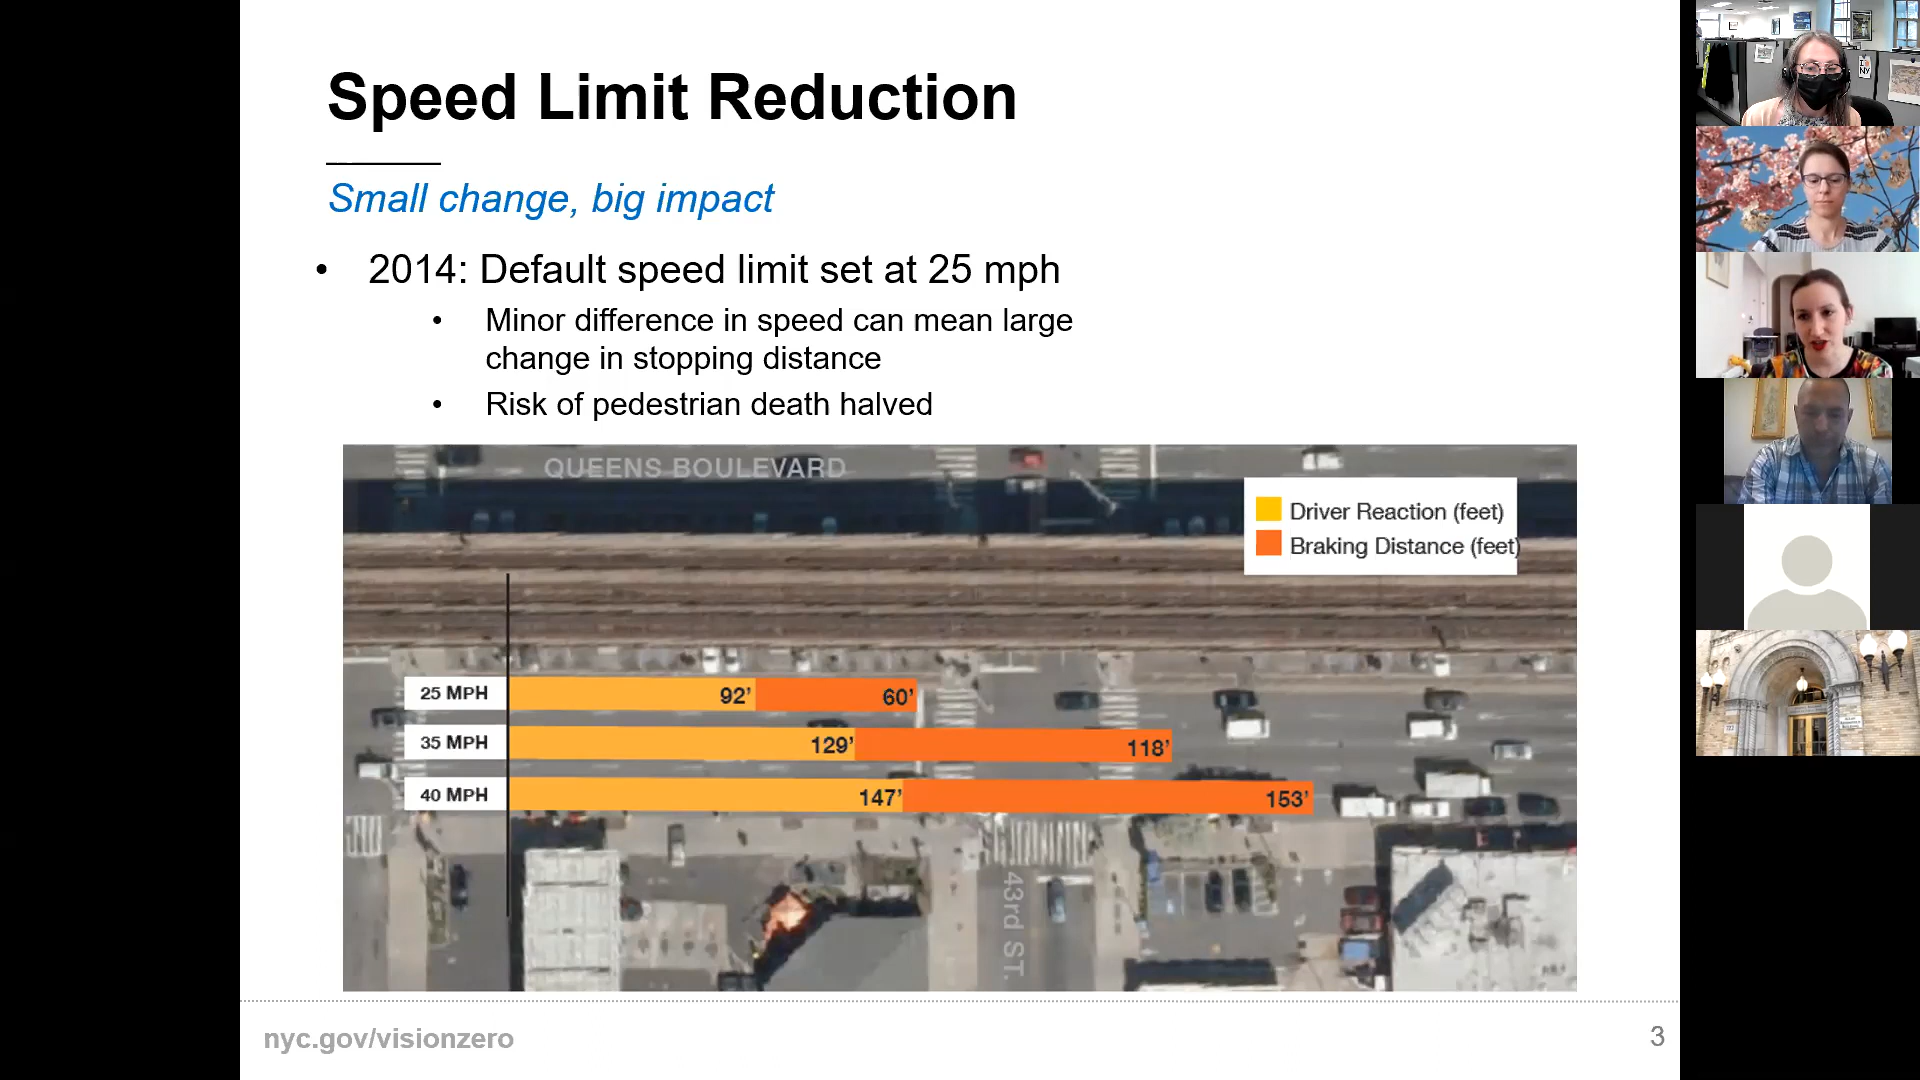 Speed Limit Reduction
Small change, big impact
• 2014: Default speed limit set at 25 mph
• Minor difference in speed can mean large
change in stopping distance
• Risk of pedestrian death halved
QUEENS BOULEVARD
Driver Reaction (feet)
Braking Distance (feet)
25 MPH 92’ 60’
35 MPH 129’ 118’
40 MPH 147’ 153’
43rd ST.
nyc.gov/visionzero
3
NY